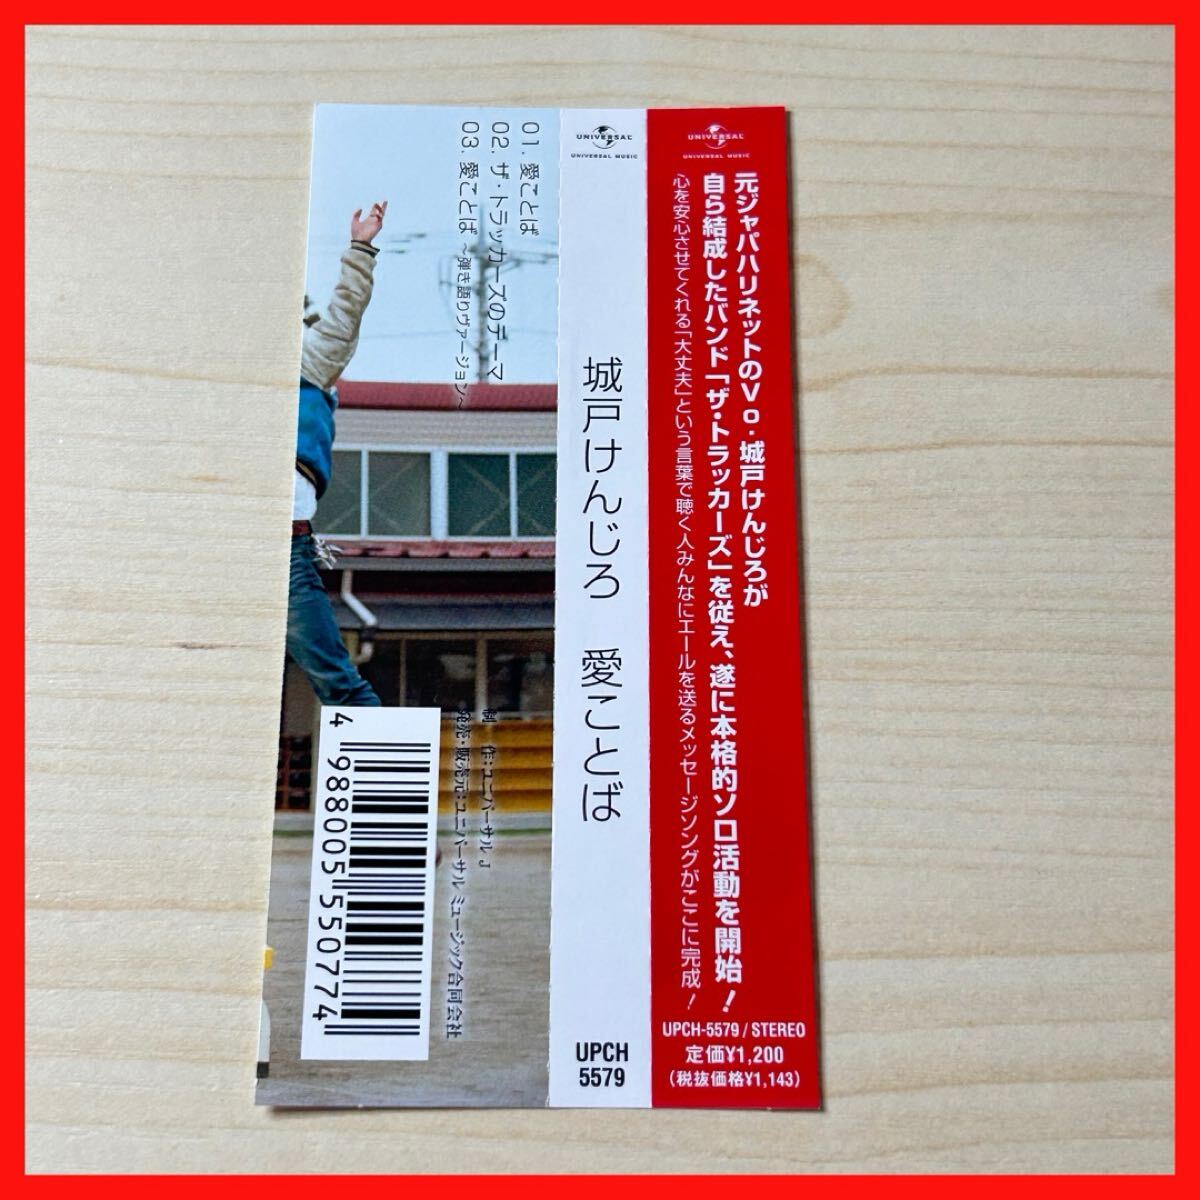 UNIVERSAL
UNIVERSAL MUSIC
元ジャパハリネットのVo.城戸けんじろが
自ら結成したバンド「ザ・トラッカーズ」を従え、遂に本格的ソロ活動を開始!
心を安心させてくれる「大丈夫」という言葉で聴く人みんなにエールを送るメッセージソングがここに完成!
UPCH-5579 / STEREO
定価¥1,200
(税抜価格¥1,143)
UNIVERSAL
UNIVERSAL MUSIC
城戸けんじろ 愛ことば
UPCH
5579
01. 愛ことば
02. ザ・トラッカーズのテーマ
03. 愛ことば ～弾き語りヴァージョン～
制 作:ユニバーサル J
発売・販売元:ユニバーサル ミュージック合同会社
4 988005 550774